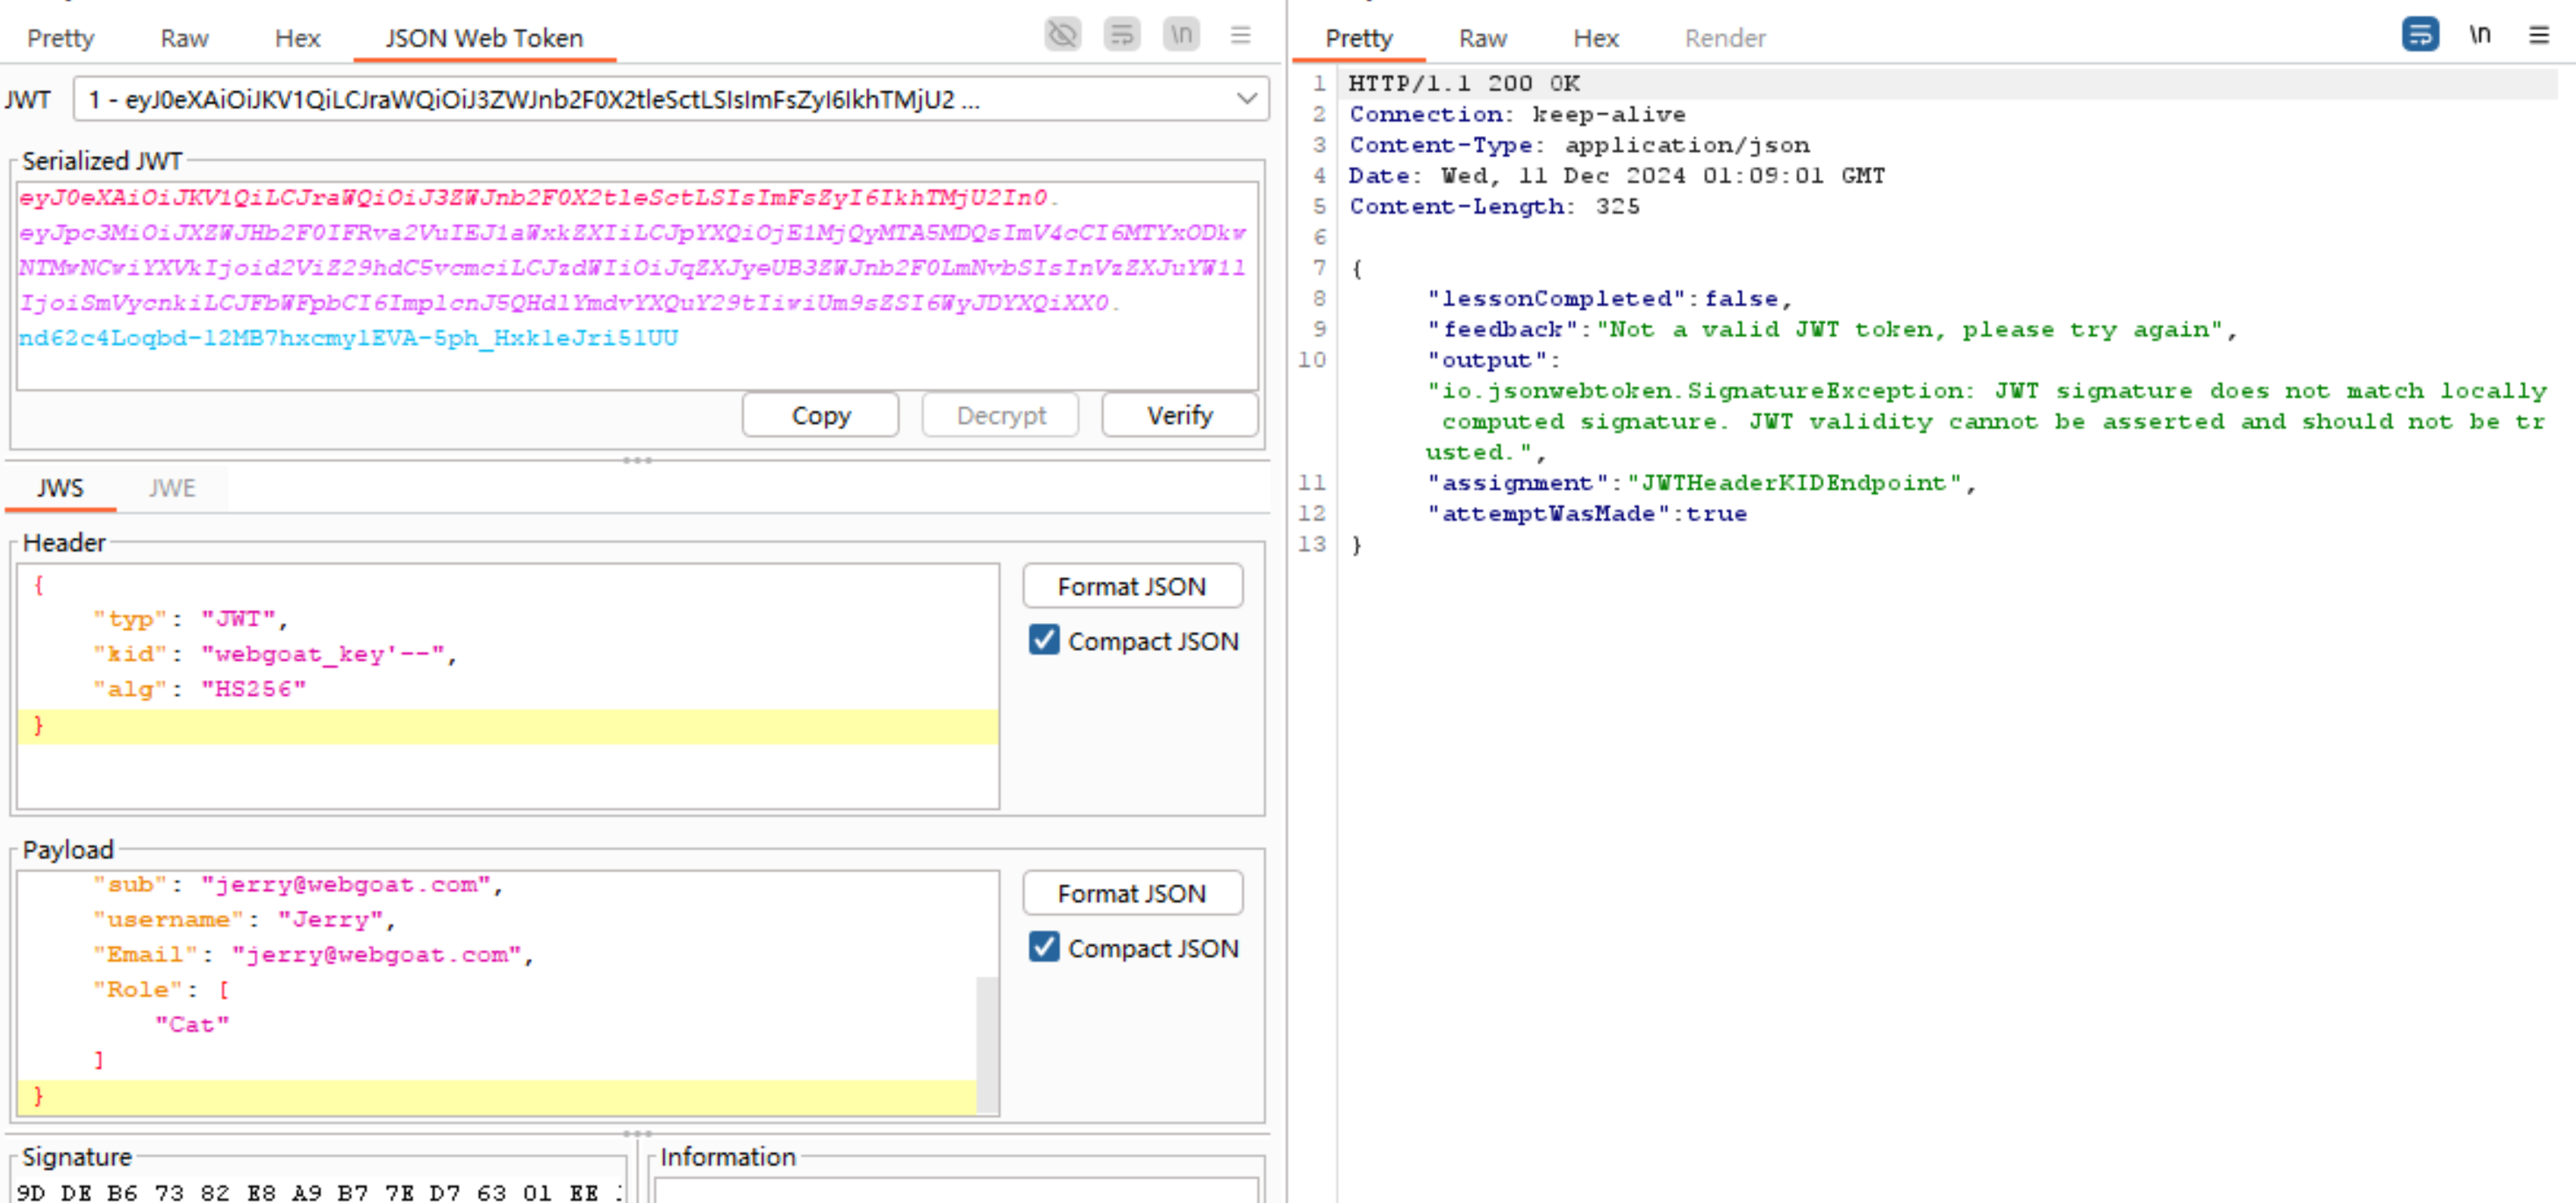 Pretty Raw Hex JSON Web Token \n
JWT 1 - eyJ0eXAiOiJKV1QiLCJraWQiOiJ3ZWJnb2F0X2tleSctLSIsImFsZyI6IkhTMjU2 ...
Serialized JWT
eyJ0eXAiOiJKV1QiLCJraWQiOiJ3ZWJnb2F0X2tleSctLSIsImFsZyI6IkhTMjU2In0.
eyJpc3MiOiJXZWJHb2F0IFRva2VuIEJ1aWxkZXIiLCJpYXQiOjE1MjQyMTA5MDQsImV4cCI6MTYxODkw
NTMwNCwiYXVkIjoid2ViZ29hdC5vcmciLCJzdWIiOiJqZXJyeUB3ZWJnb2F0LmNvbSIsInVzZXJuYW1l
IjoiSmVycnkiLCJFbWFpbCI6ImplcnJ5QHdlYmdvYXQuY29tIiwiUm9sZSI6WyJDYXQiXX0.
nd62c4Loqbd-12MB7hxcmylEVA-5ph_HxkleJri51UU
Copy Decrypt Verify
JWS JWE
Header
{
"typ": "JWT",
"kid": "webgoat_key'--",
"alg": "HS256"
}
Format JSON
Compact JSON
Payload
"sub": "jerry@webgoat.com",
"username": "Jerry",
"Email": "jerry@webgoat.com",
"Role": [
"Cat"
]
}
Format JSON
Compact JSON
Signature
9D DE B6 73 82 E8 A9 B7 7E D7 63 01 EE
Information
Pretty Raw Hex Render \n
1 HTTP/1.1 200 OK
2 Connection: keep-alive
3 Content-Type: application/json
4 Date: Wed, 11 Dec 2024 01:09:01 GMT
5 Content-Length: 325
6
7 {
8 "lessonCompleted":false,
9 "feedback":"Not a valid JWT token, please try again",
10 "output":
"io.jsonwebtoken.SignatureException: JWT signature does not match locally
computed signature. JWT validity cannot be asserted and should not be tr
usted.",
11 "assignment":"JWTHeaderKIDEndpoint",
12 "attemptWasMade":true
13 }